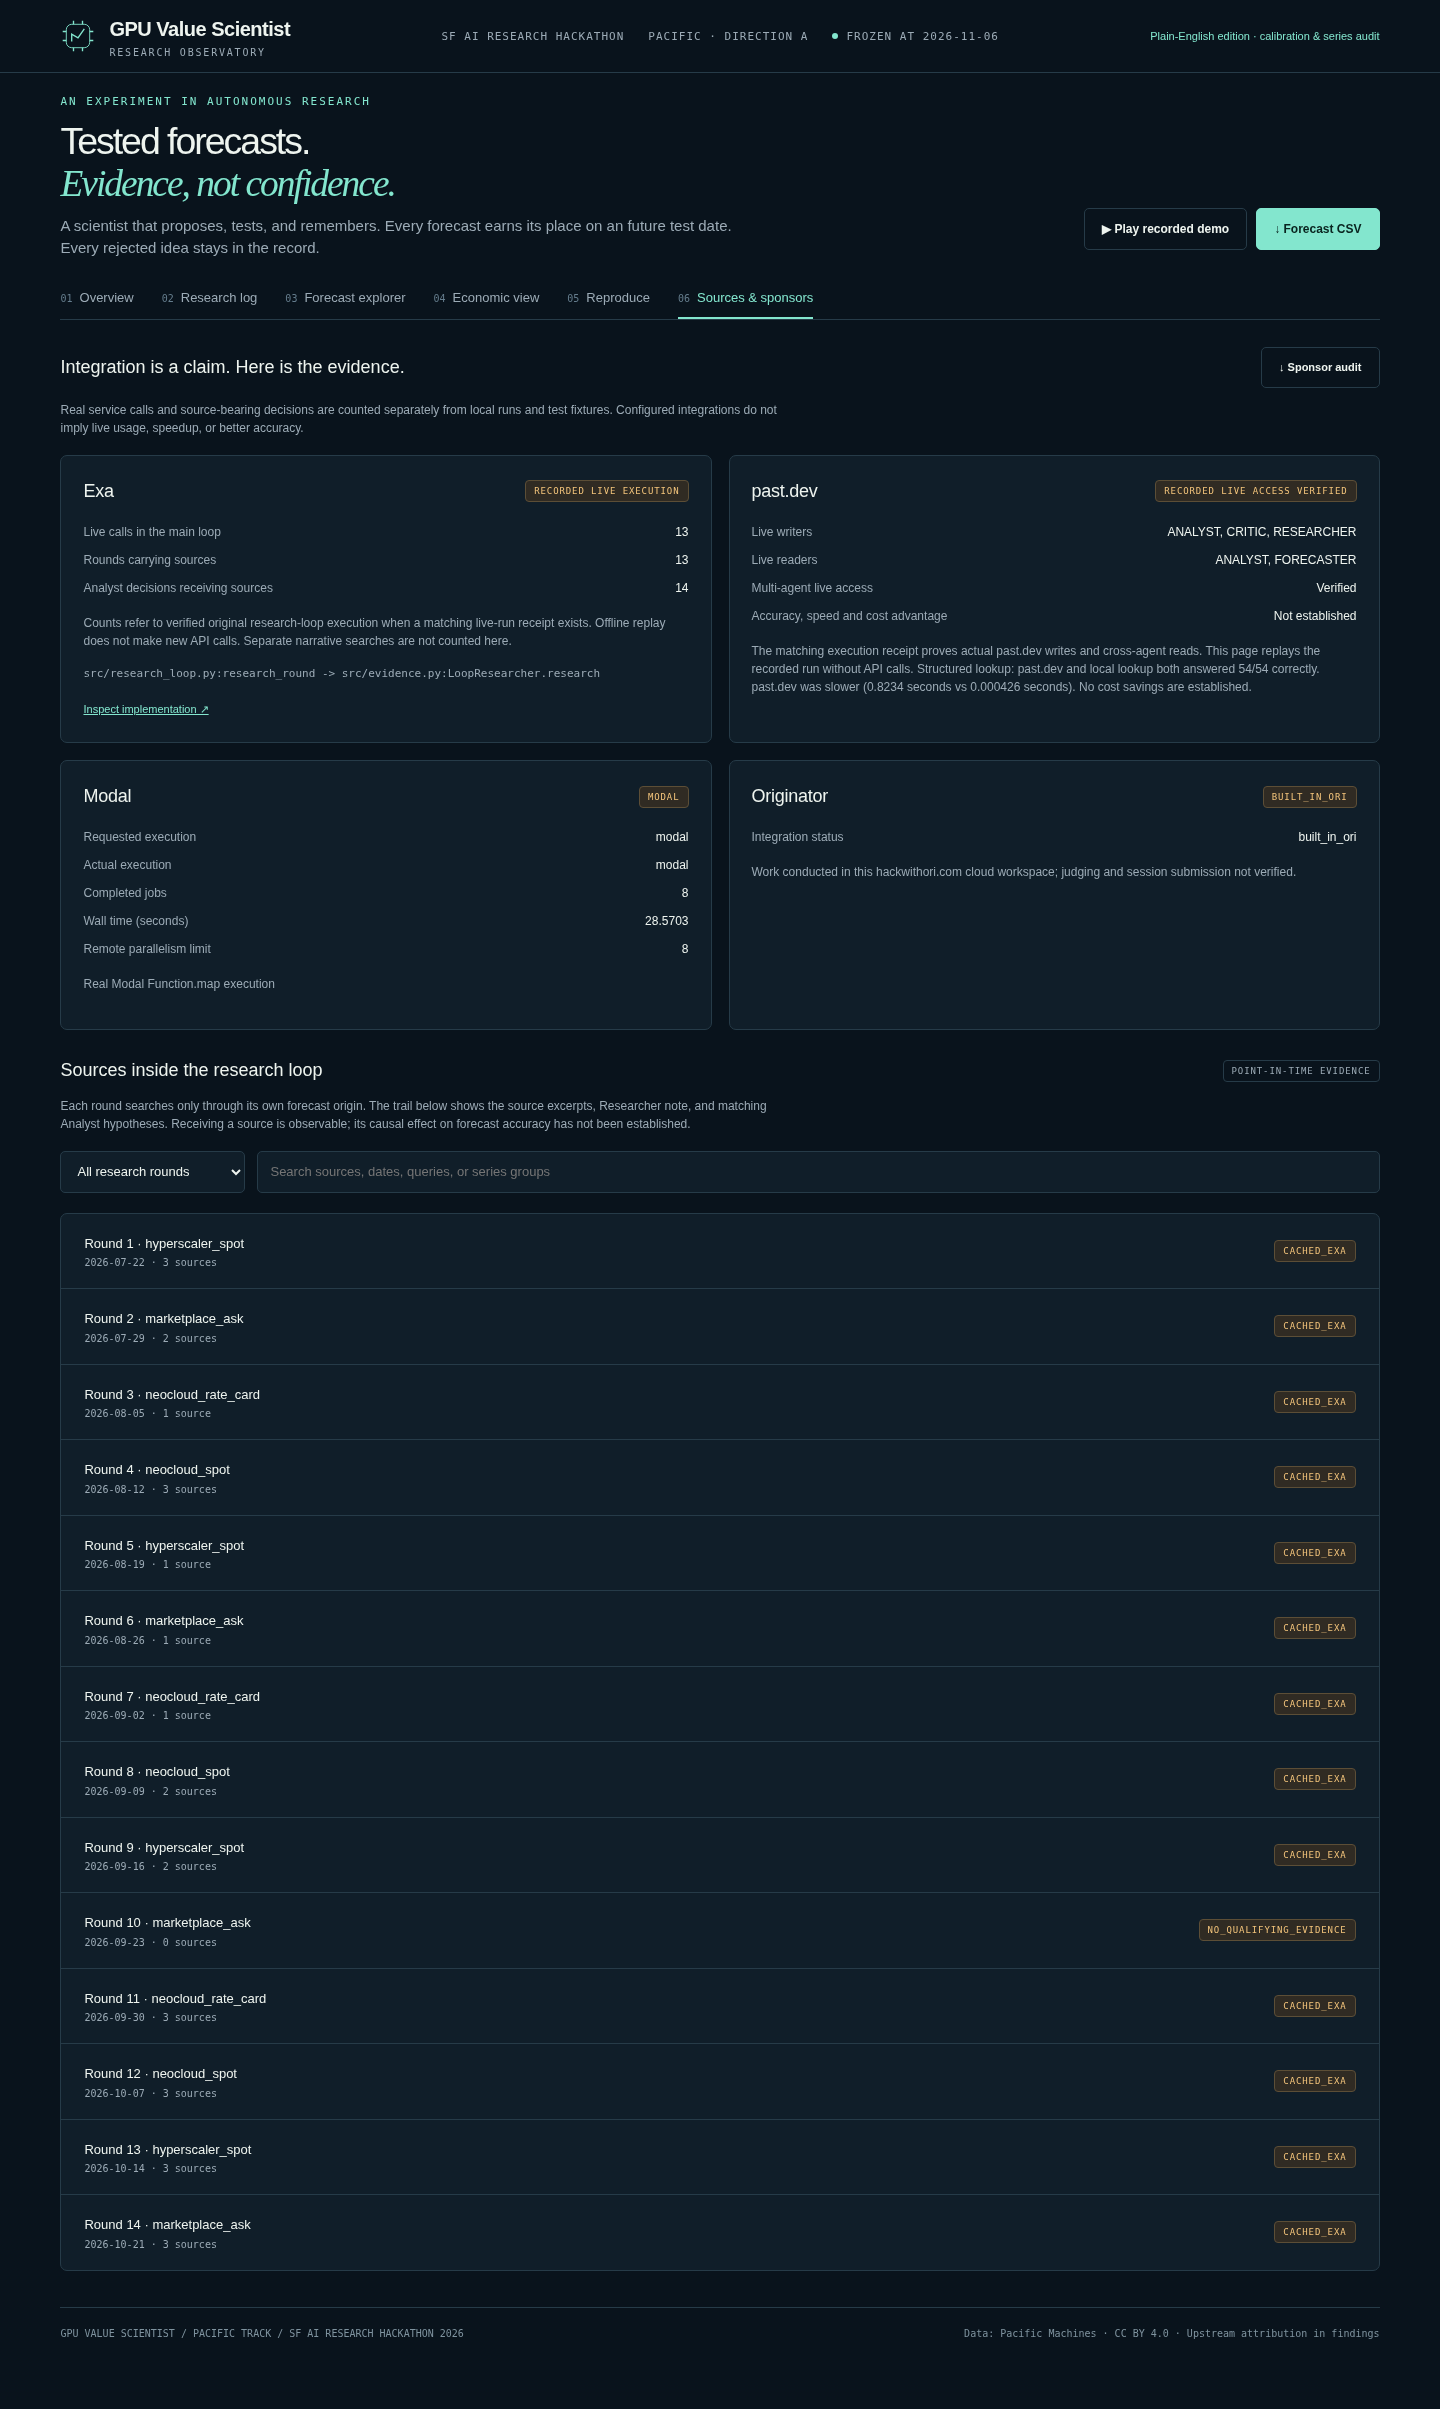 GPU Value Scientist
RESEARCH OBSERVATORY
SF AI RESEARCH HACKATHON
PACIFIC · DIRECTION A
FROZEN AT 2026-11-06
Plain-English edition · calibration & series audit
AN EXPERIMENT IN AUTONOMOUS RESEARCH
Tested forecasts.
Evidence, not confidence.
A scientist that proposes, tests, and remembers. Every forecast earns its place on an future test date.
Every rejected idea stays in the record.
▶ Play recorded demo
↓ Forecast CSV
01 Overview
02 Research log
03 Forecast explorer
04 Economic view
05 Reproduce
06 Sources & sponsors
Integration is a claim. Here is the evidence.
↓ Sponsor audit
Real service calls and source-bearing decisions are counted separately from local runs and test fixtures. Configured integrations do not
imply live usage, speedup, or better accuracy.
Exa
RECORDED LIVE EXECUTION
Live calls in the main loop 13
Rounds carrying sources 13
Analyst decisions receiving sources 14
Counts refer to verified original research-loop execution when a matching live-run receipt exists. Offline replay
does not make new API calls. Separate narrative searches are not counted here.
src/research_loop.py:research_round -> src/evidence.py:LoopResearcher.research
Inspect implementation ↗
past.dev
RECORDED LIVE ACCESS VERIFIED
Live writers ANALYST, CRITIC, RESEARCHER
Live readers ANALYST, FORECASTER
Multi-agent live access Verified
Accuracy, speed and cost advantage Not established
The matching execution receipt proves actual past.dev writes and cross-agent reads. This page replays the
recorded run without API calls. Structured lookup: past.dev and local lookup both answered 54/54 correctly.
past.dev was slower (0.8234 seconds vs 0.000426 seconds). No cost savings are established.
Modal
MODAL
Requested execution modal
Actual execution modal
Completed jobs 8
Wall time (seconds) 28.5703
Remote parallelism limit 8
Real Modal Function.map execution
Originator
BUILT_IN_ORI
Integration status built_in_ori
Work conducted in this hackwithori.com cloud workspace; judging and session submission not verified.
Sources inside the research loop
POINT-IN-TIME EVIDENCE
Each round searches only through its own forecast origin. The trail below shows the source excerpts, Researcher note, and matching
Analyst hypotheses. Receiving a source is observable; its causal effect on forecast accuracy has not been established.
All research rounds
Search sources, dates, queries, or series groups
Round 1 · hyperscaler_spot
2026-07-22 · 3 sources
CACHED_EXA
Round 2 · marketplace_ask
2026-07-29 · 2 sources
CACHED_EXA
Round 3 · neocloud_rate_card
2026-08-05 · 1 source
CACHED_EXA
Round 4 · neocloud_spot
2026-08-12 · 3 sources
CACHED_EXA
Round 5 · hyperscaler_spot
2026-08-19 · 1 source
CACHED_EXA
Round 6 · marketplace_ask
2026-08-26 · 1 source
CACHED_EXA
Round 7 · neocloud_rate_card
2026-09-02 · 1 source
CACHED_EXA
Round 8 · neocloud_spot
2026-09-09 · 2 sources
CACHED_EXA
Round 9 · hyperscaler_spot
2026-09-16 · 2 sources
CACHED_EXA
Round 10 · marketplace_ask
2026-09-23 · 0 sources
NO_QUALIFYING_EVIDENCE
Round 11 · neocloud_rate_card
2026-09-30 · 3 sources
CACHED_EXA
Round 12 · neocloud_spot
2026-10-07 · 3 sources
CACHED_EXA
Round 13 · hyperscaler_spot
2026-10-14 · 3 sources
CACHED_EXA
Round 14 · marketplace_ask
2026-10-21 · 3 sources
CACHED_EXA
GPU VALUE SCIENTIST / PACIFIC TRACK / SF AI RESEARCH HACKATHON 2026
Data: Pacific Machines · CC BY 4.0 · Upstream attribution in findings